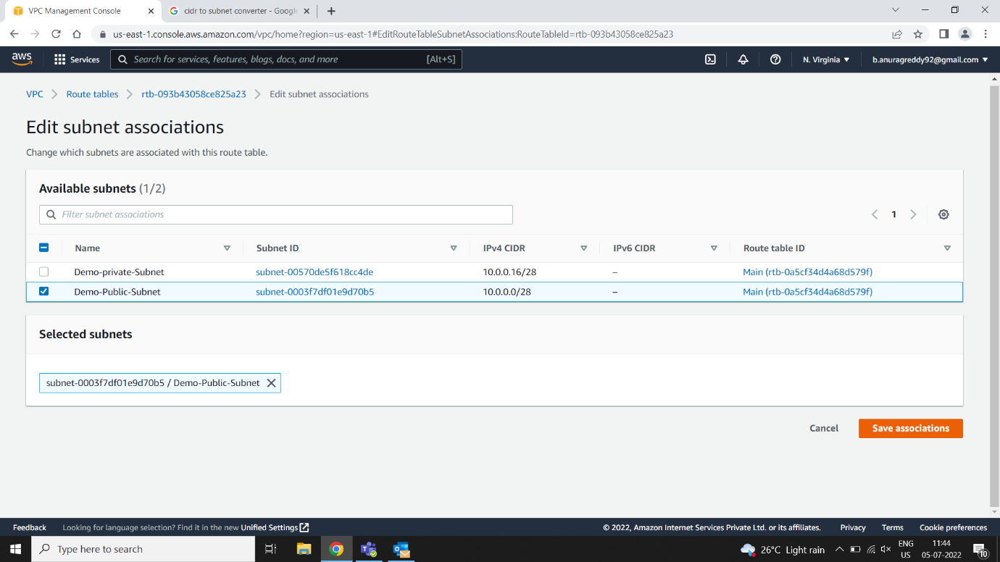 VPC Management Console
cidr to subnet converter - Google
us-east-1.console.aws.amazon.com/vpc/home?region=us-east-1#EditRouteTableSubnetAssociations:RouteTableId=rtb-093b43058ce825a23
aws Services Search for services, features, blogs, docs, and more [Alt+S] N. Virginia b.anuragreddy92@gmail.com
VPC Route tables rtb-093b43058ce825a23 Edit subnet associations
Edit subnet associations
Change which subnets are associated with this route table.
Available subnets (1/2)
Filter subnet associations 1
Name Subnet ID IPv4 CIDR IPv6 CIDR Route table ID
Demo-private-Subnet subnet-00570de5f618cc4de 10.0.0.16/28 – Main (rtb-0a5cf34d4a68d579f)
Demo-Public-Subnet subnet-0003f7df01e9d70b5 10.0.0.0/28 – Main (rtb-0a5cf34d4a68d579f)
Selected subnets
subnet-0003f7df01e9d70b5 / Demo-Public-Subnet
Cancel Save associations
Feedback Looking for language selection? Find it in the new Unified Settings © 2022, Amazon Internet Services Private Ltd. or its affiliates. Privacy Terms Cookie preferences
Type here to search 26°C Light rain ENG US 11:44 05-07-2022 10